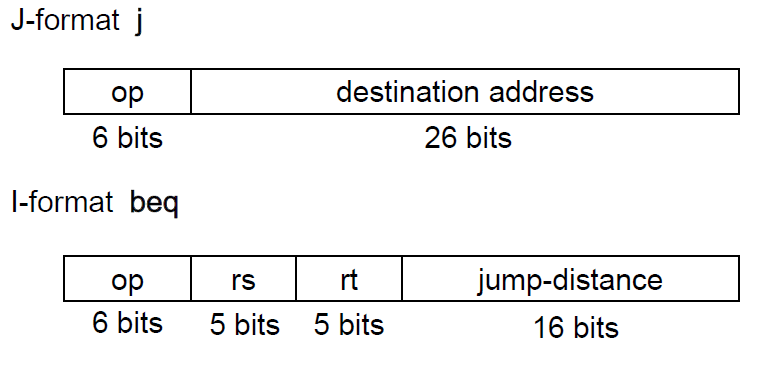 J-format j
op destination address
6 bits 26 bits
I-format beq
op rs rt jump-distance
6 bits 5 bits 5 bits 16 bits